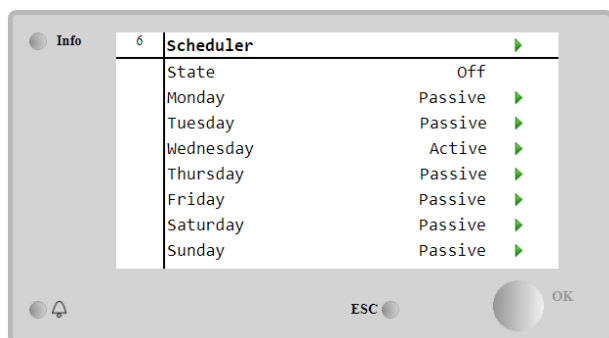 Info
6 Scheduler
State Off
Monday Passive
Tuesday Passive
Wednesday Active
Thursday Passive
Friday Passive
Saturday Passive
Sunday Passive
ESC OK